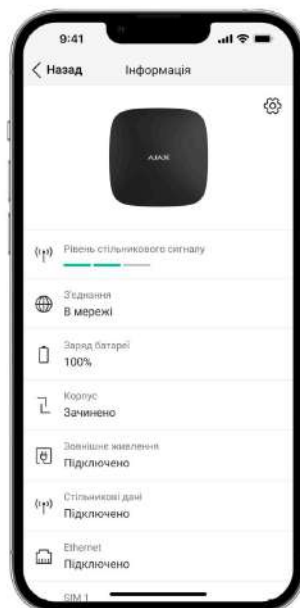 9:41
Назад
Інформація
AJAX
Рівень стільникового сигналу
З'єднання
В мережі
Заряд батареї
100%
Корпус
Зачинено
Зовнішнє живлення
Підключено
Стільникові дані
Підключено
Ethernet
Підключено
SIM 1